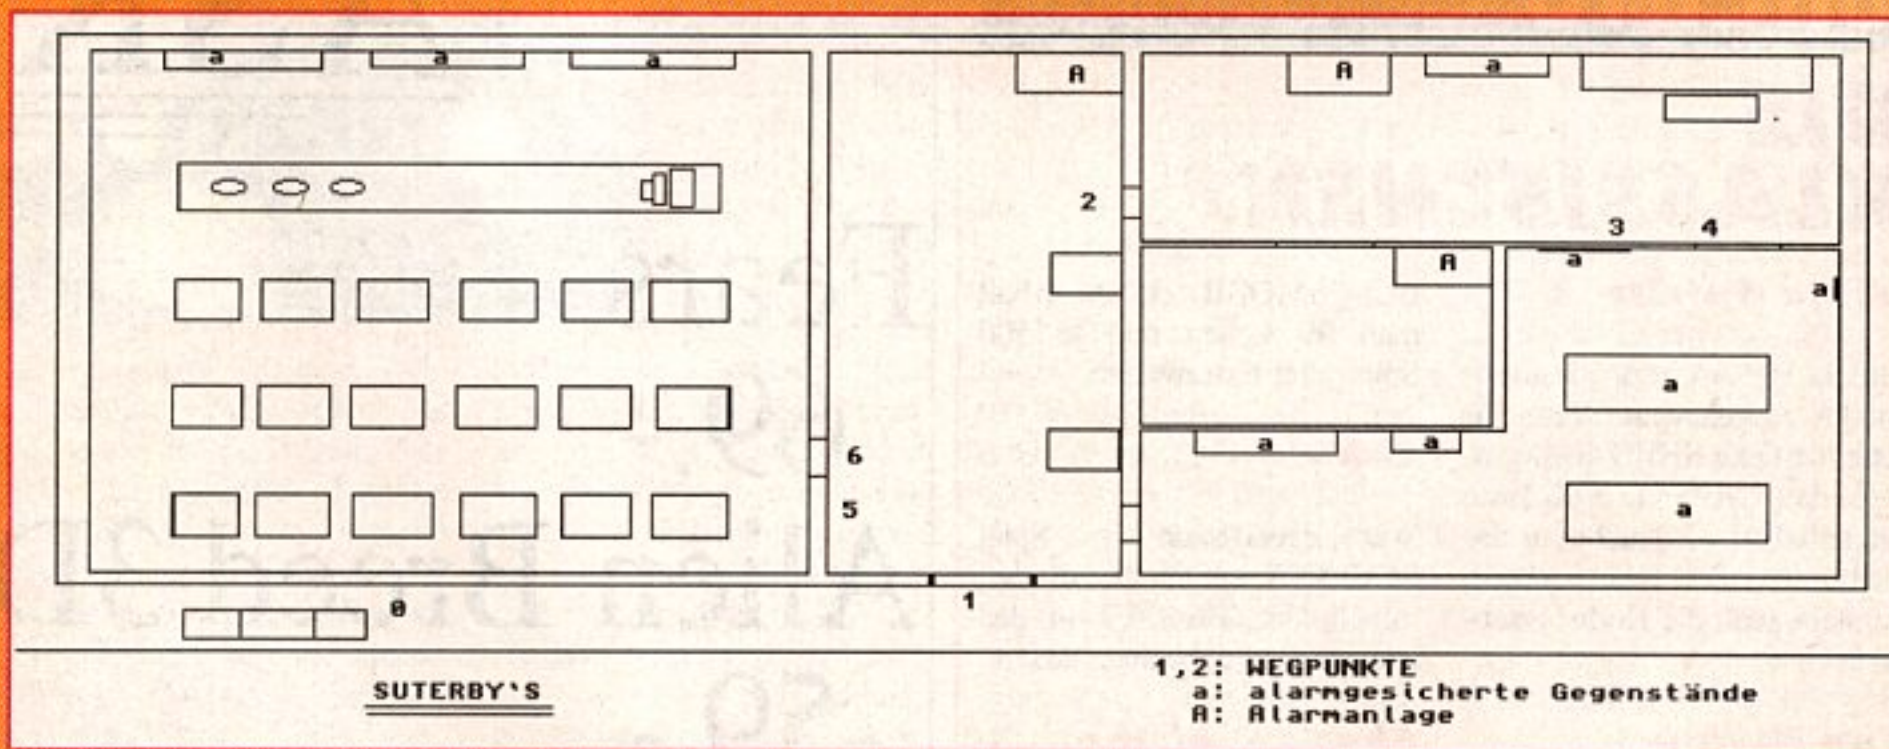 a a a
A A a
2
3 4
A a a
a
6 a a
5 a
0 1
SUTERBY'S
1,2: WEGPUNKTE
a: alarmgesicherte Gegenstände
A: Alarmanlage